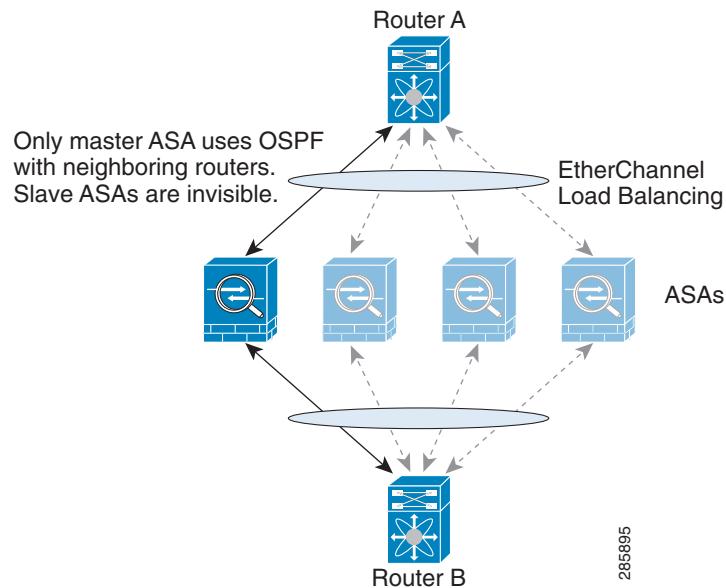 Router A
Only master ASA uses OSPF
with neighboring routers.
Slave ASAs are invisible.
EtherChannel
Load Balancing
ASAs
Router B
285895